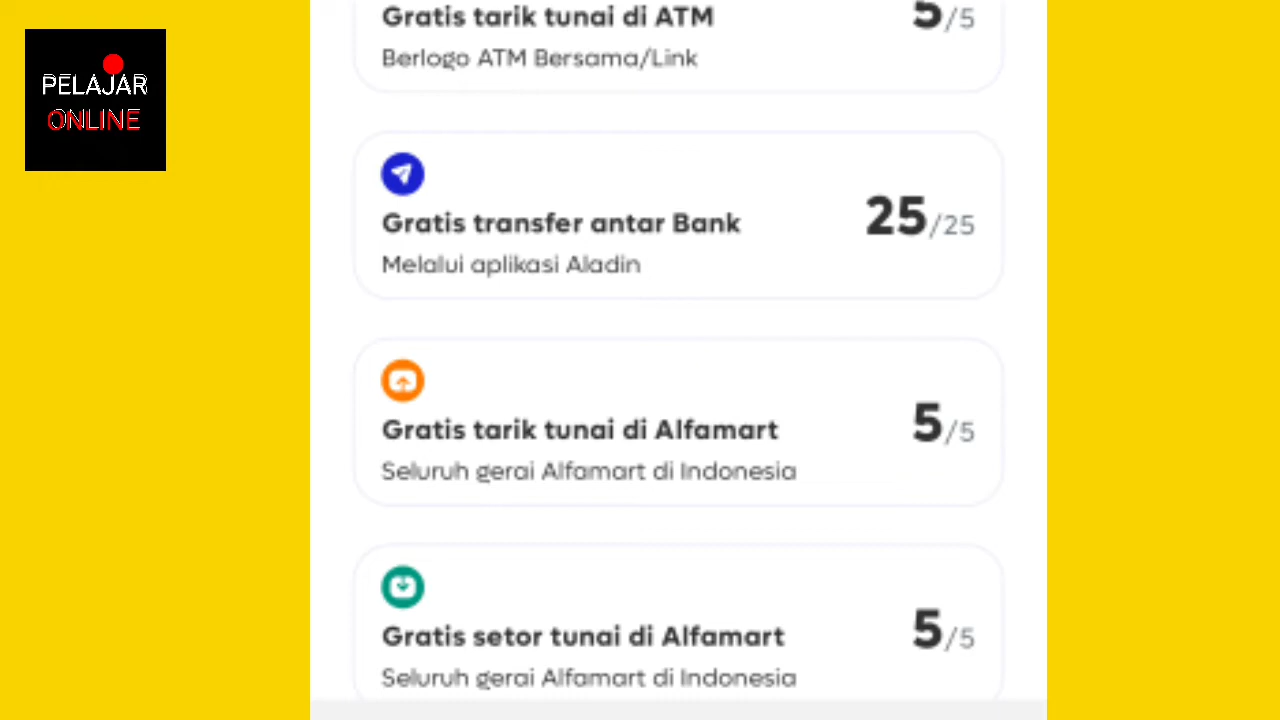 PELAJAR
ONLINE
Gratis tarik tunai di ATM
5/5
Berlogo ATM Bersama/Link
Gratis transfer antar Bank
25/25
Melalui aplikasi Aladin
Gratis tarik tunai di Alfamart
5/5
Seluruh gerai Alfamart di Indonesia
Gratis setor tunai di Alfamart
5/5
Seluruh gerai Alfamart di Indonesia